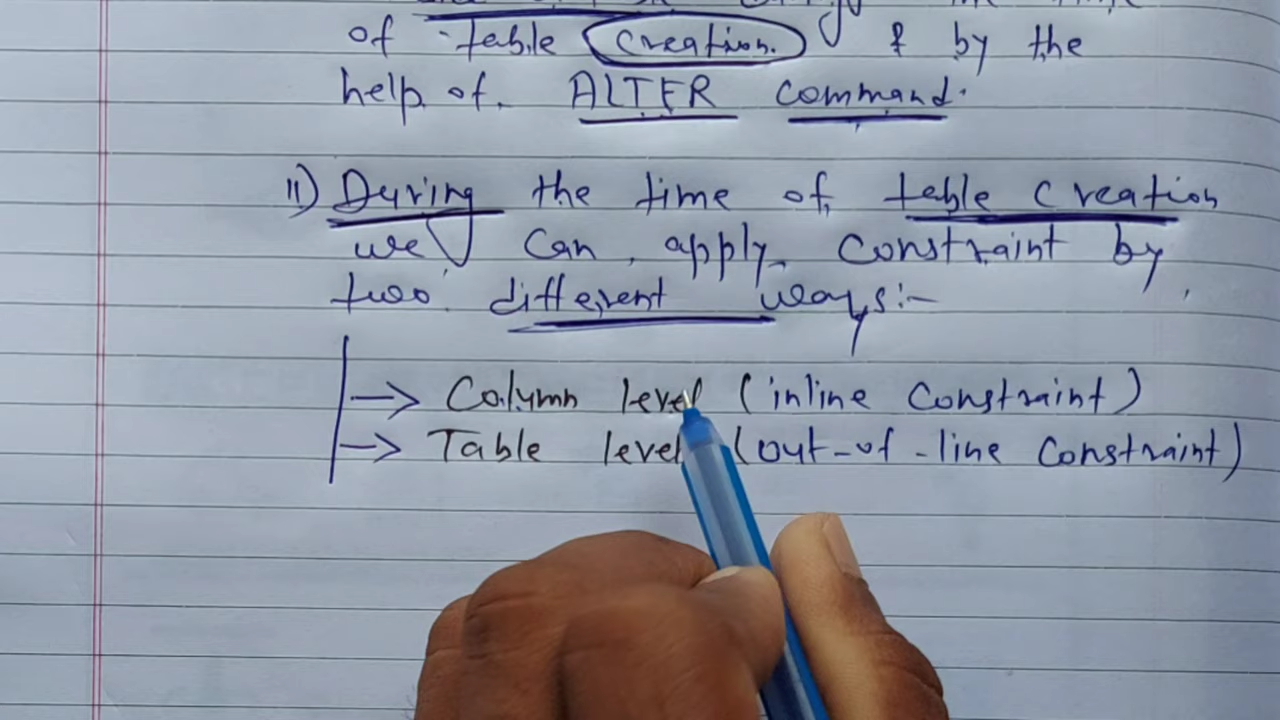 of table creation. & by the
help of ALTER command.
II) During the time of table creation
we can apply constraint by
two different ways:-
→ Column level (inline Constraint)
→ Table level (out-of-line Constraint)